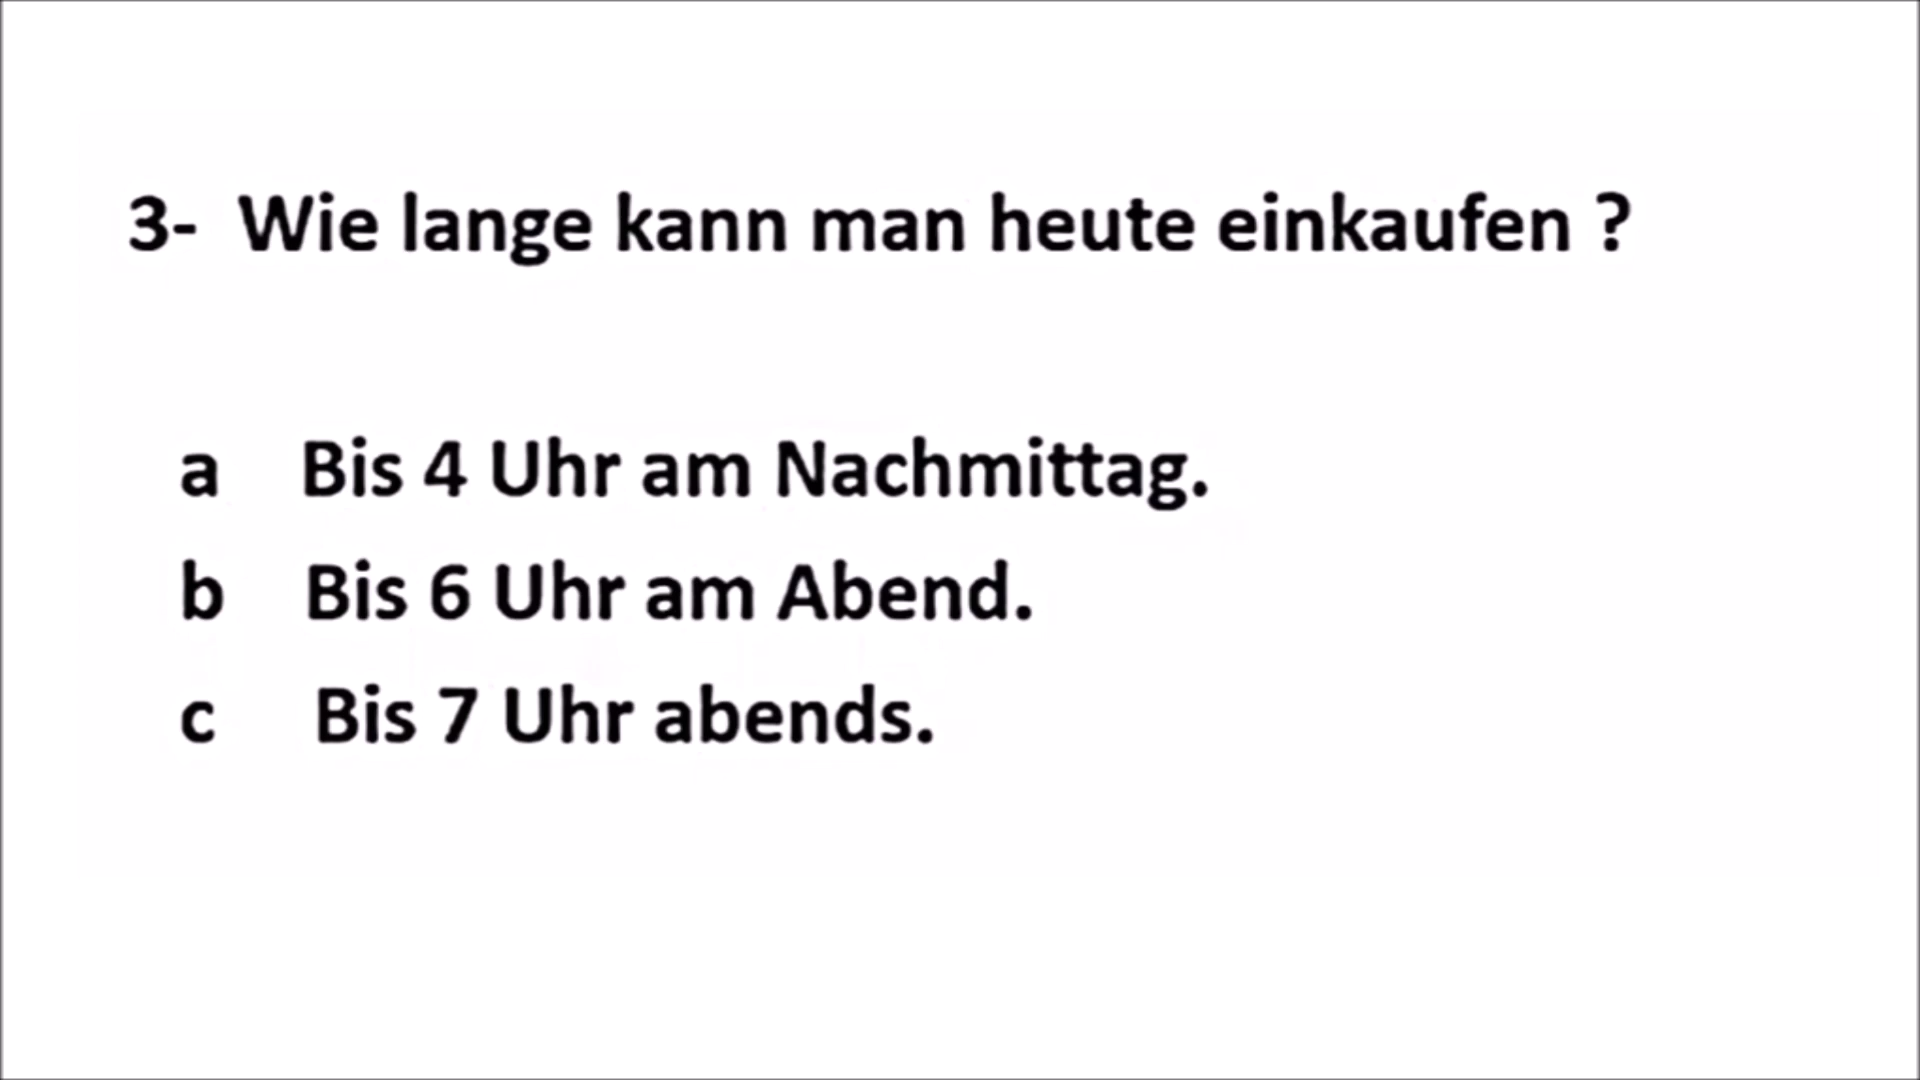 3- Wie lange kann man heute einkaufen ?
a Bis 4 Uhr am Nachmittag.
b Bis 6 Uhr am Abend.
c Bis 7 Uhr abends.